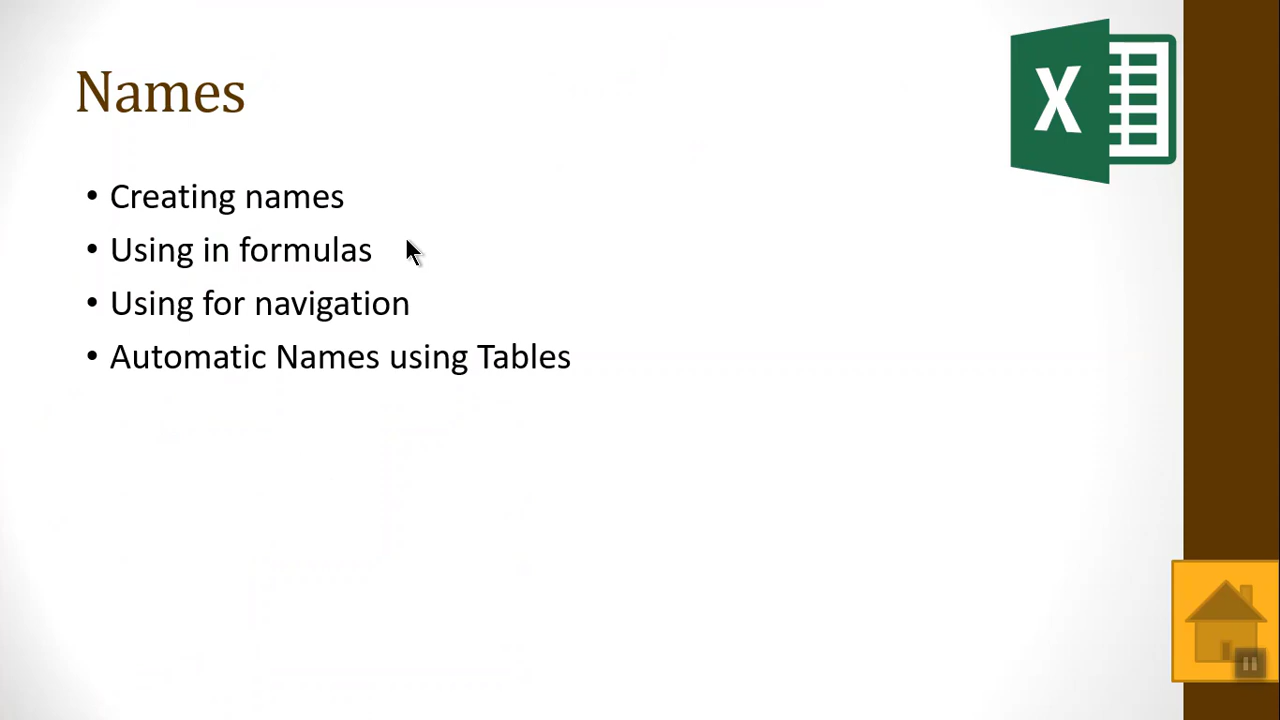 Names
X
• Creating names
• Using in formulas
• Using for navigation
• Automatic Names using Tables